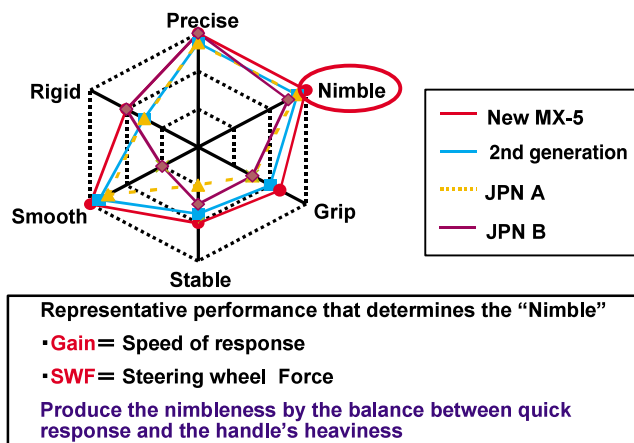 Precise
Nimble
Rigid
Smooth
Grip
Stable
New MX-5
2nd generation
JPN A
JPN B
Representative performance that determines the “Nimble”
・Gain＝ Speed of response
・SWF＝ Steering wheel Force
Produce the nimbleness by the balance between quick
response and the handle’s heaviness